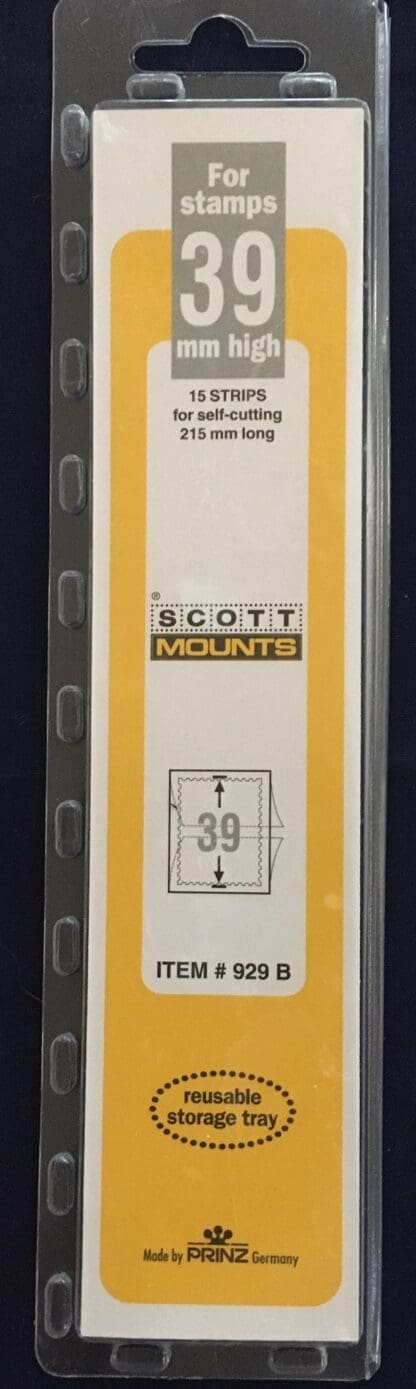 For
stamps
39
mm high
15 STRIPS
for self-cutting
215 mm long
®
SCOTT
MOUNTS
39
ITEM # 929 B
reusable
storage tray
Made by PRINZ Germany